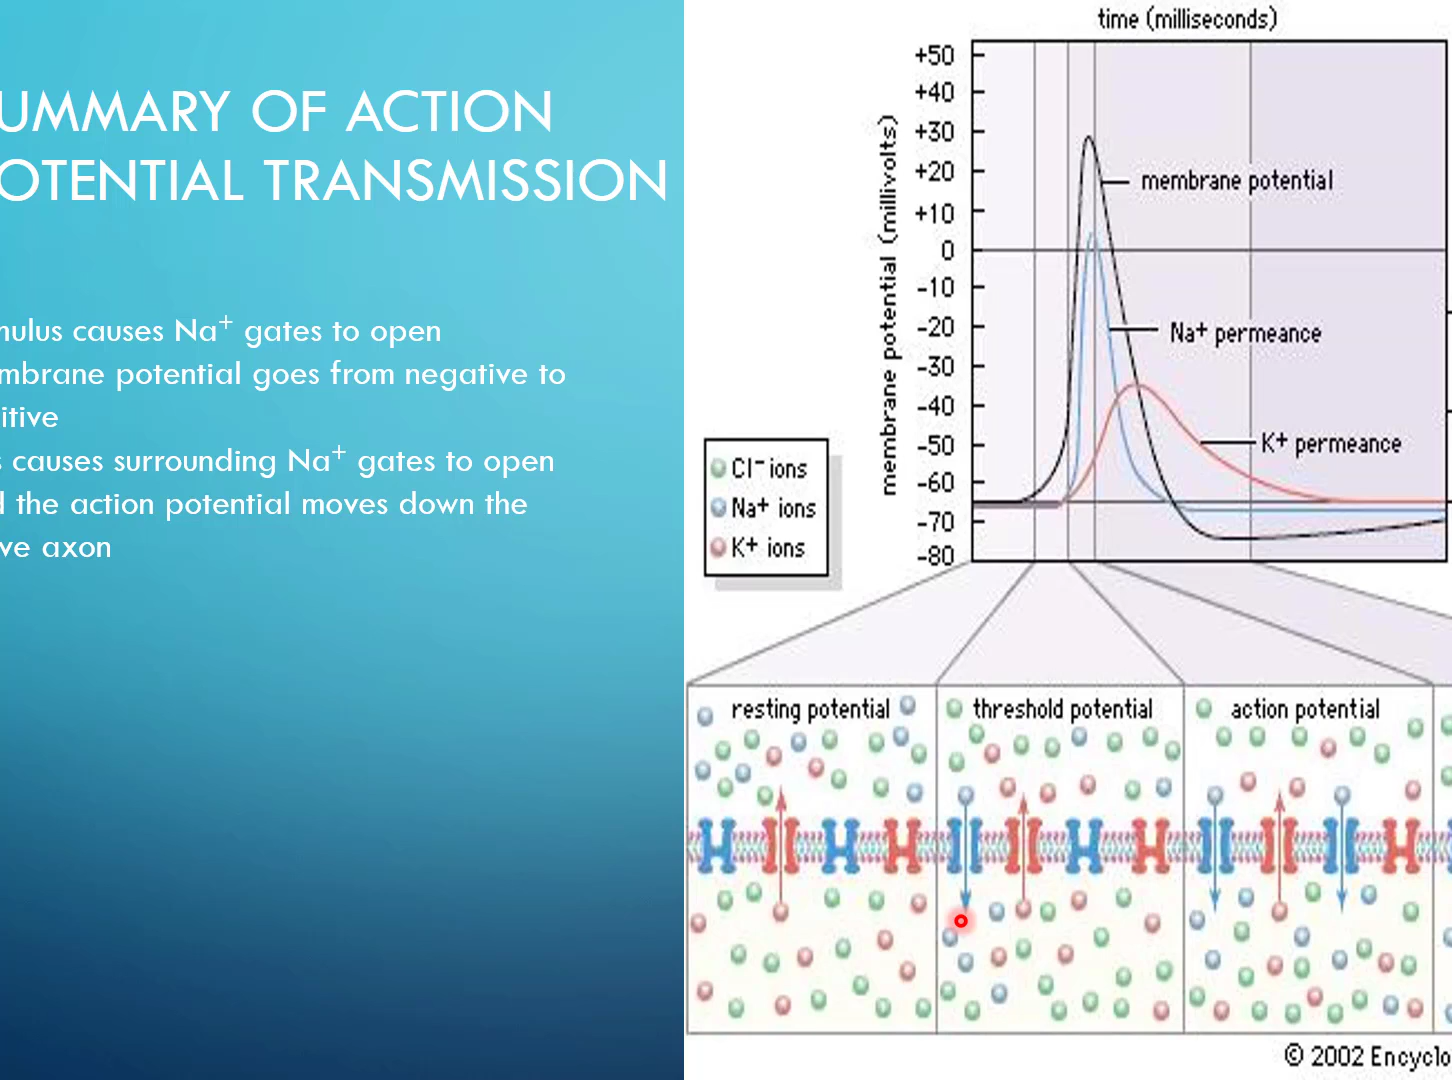 UMMARY OF ACTION
OTENTIAL TRANSMISSION
nulus causes Na+ gates to open
mbrane potential goes from negative to
itive
s causes surrounding Na+ gates to open
d the action potential moves down the
ve axon
time (milliseconds)
membrane potential (millivolts)
+50
+40
+30
+20
+10
0
-10
-20
-30
-40
-50
-60
-70
-80
membrane potential
Na+ permeance
K+ permeance
Cl− ions
Na+ ions
K+ ions
resting potential
threshold potential
action potential
© 2002 Encyclo